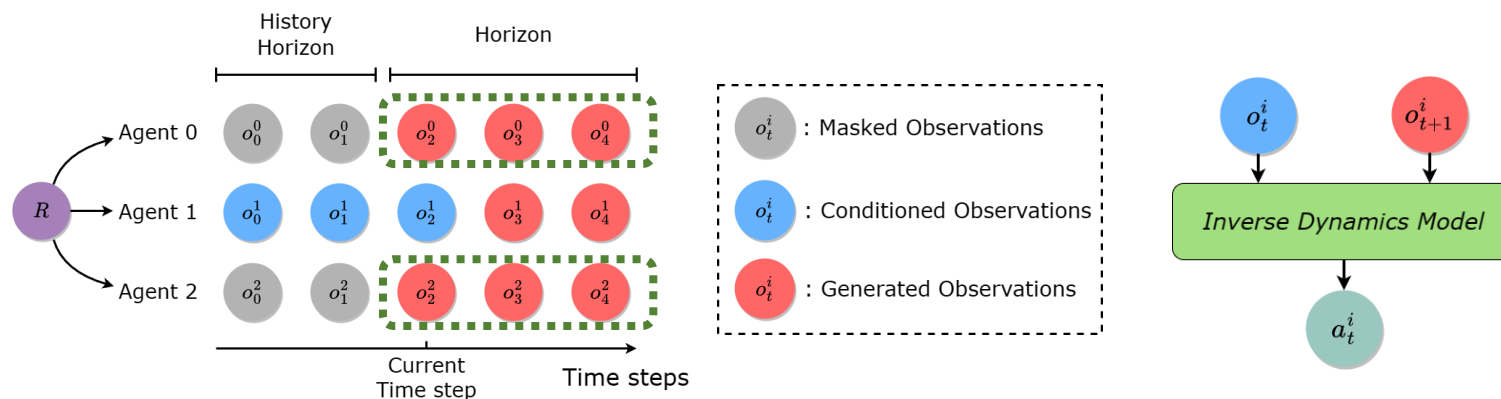 History
Horizon
Horizon
R
Agent 0
$o_0^0$ $o_1^0$ $o_2^0$ $o_3^0$ $o_4^0$
Agent 1
$o_0^1$ $o_1^1$ $o_2^1$ $o_3^1$ $o_4^1$
Agent 2
$o_0^2$ $o_1^2$ $o_2^2$ $o_3^2$ $o_4^2$
Current
Time step
Time steps
$o_t^i$ : Masked Observations
$o_t^i$ : Conditioned Observations
$o_t^i$ : Generated Observations
$o_t^i$ $o_{t+1}^i$
Inverse Dynamics Model
$a_t^i$